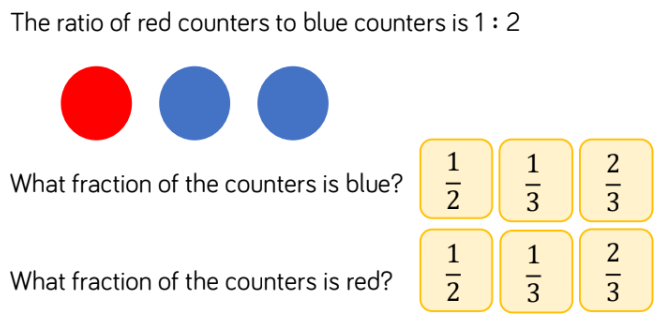 The ratio of red counters to blue counters is 1 : 2
What fraction of the counters is blue? 1/2 1/3 2/3
What fraction of the counters is red? 1/2 1/3 2/3